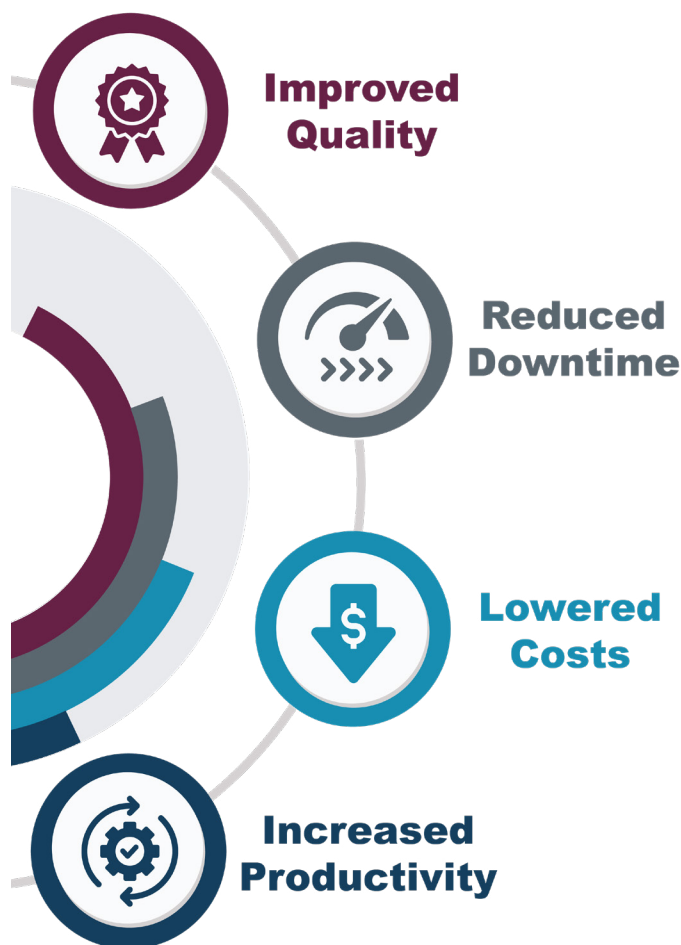 Improved
Quality
Reduced
Downtime
$
Lowered
Costs
Increased
Productivity